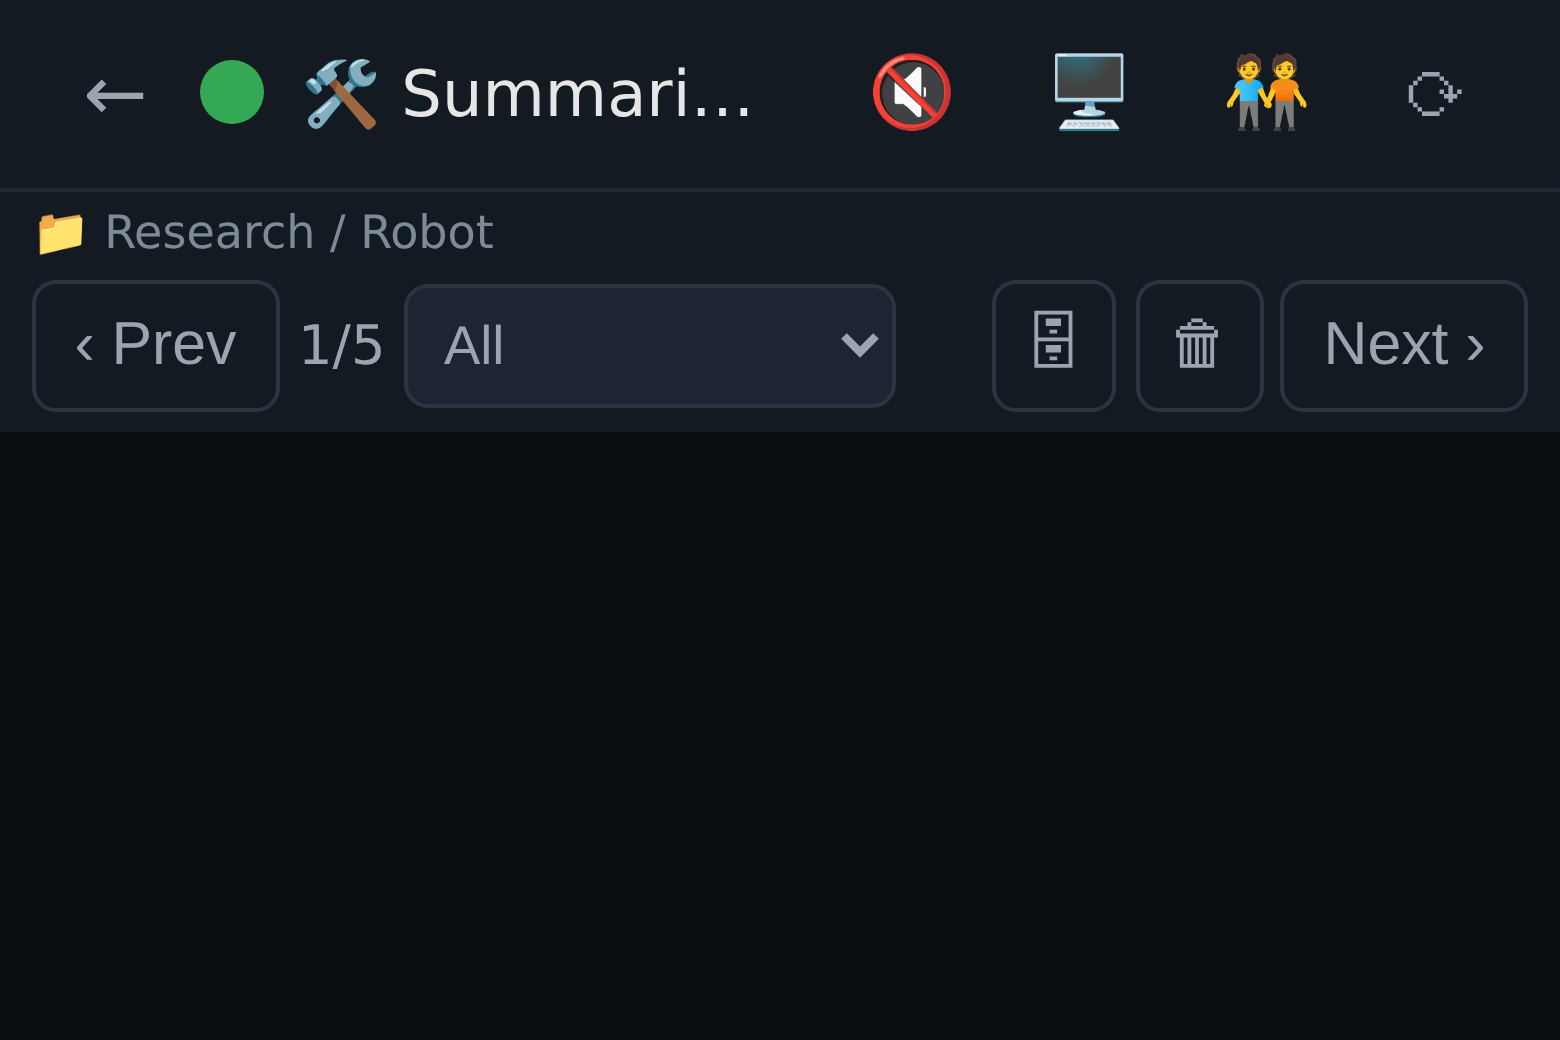 Summari...
Research / Robot
‹ Prev 1/5 All Next ›